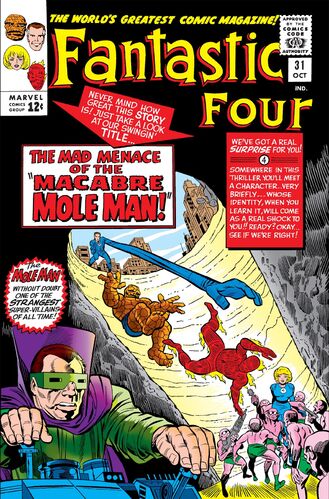 THE WORLD'S GREATEST COMIC MAGAZINE!
APPROVED
BY THE
COMICS
CODE
AUTHORITY
Fantastic
Four
31
OCT
IND.
MARVEL
COMICS
GROUP
12¢
NEVER MIND HOW
GREAT THIS STORY
IS! JUST TAKE A LOOK
AT OUR SWINGIN'
TITLE...
THE MAD MENACE
OF THE
"MACABRE
MOLE MAN!"
WE'VE GOT A REAL
SURPRISE FOR YOU!
4
SOMEWHERE IN THIS
THRILLER, YOU'LL MEET
A CHARACTER... VERY
BRIEFLY... WHOSE
IDENTITY, WHEN YOU
LEARN IT, WILL COME
AS A REAL SHOCK TO
YOU!! READY? OKAY...
SEE IF WE'RE RIGHT!
The
MOLE MAN
WITHOUT DOUBT
ONE OF THE
STRANGEST
SUPER-VILLAINS
OF ALL TIME!